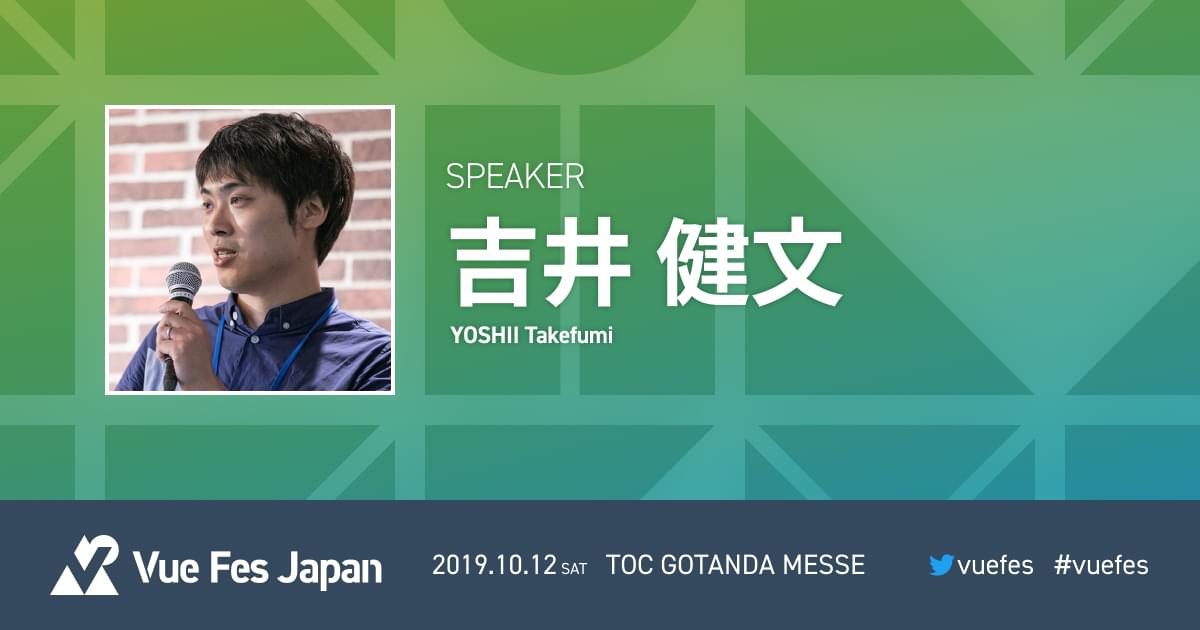 SPEAKER
吉井 健文
YOSHII Takefumi
Vue Fes Japan
2019.10.12 SAT TOC GOTANDA MESSE
vuefes #vuefes